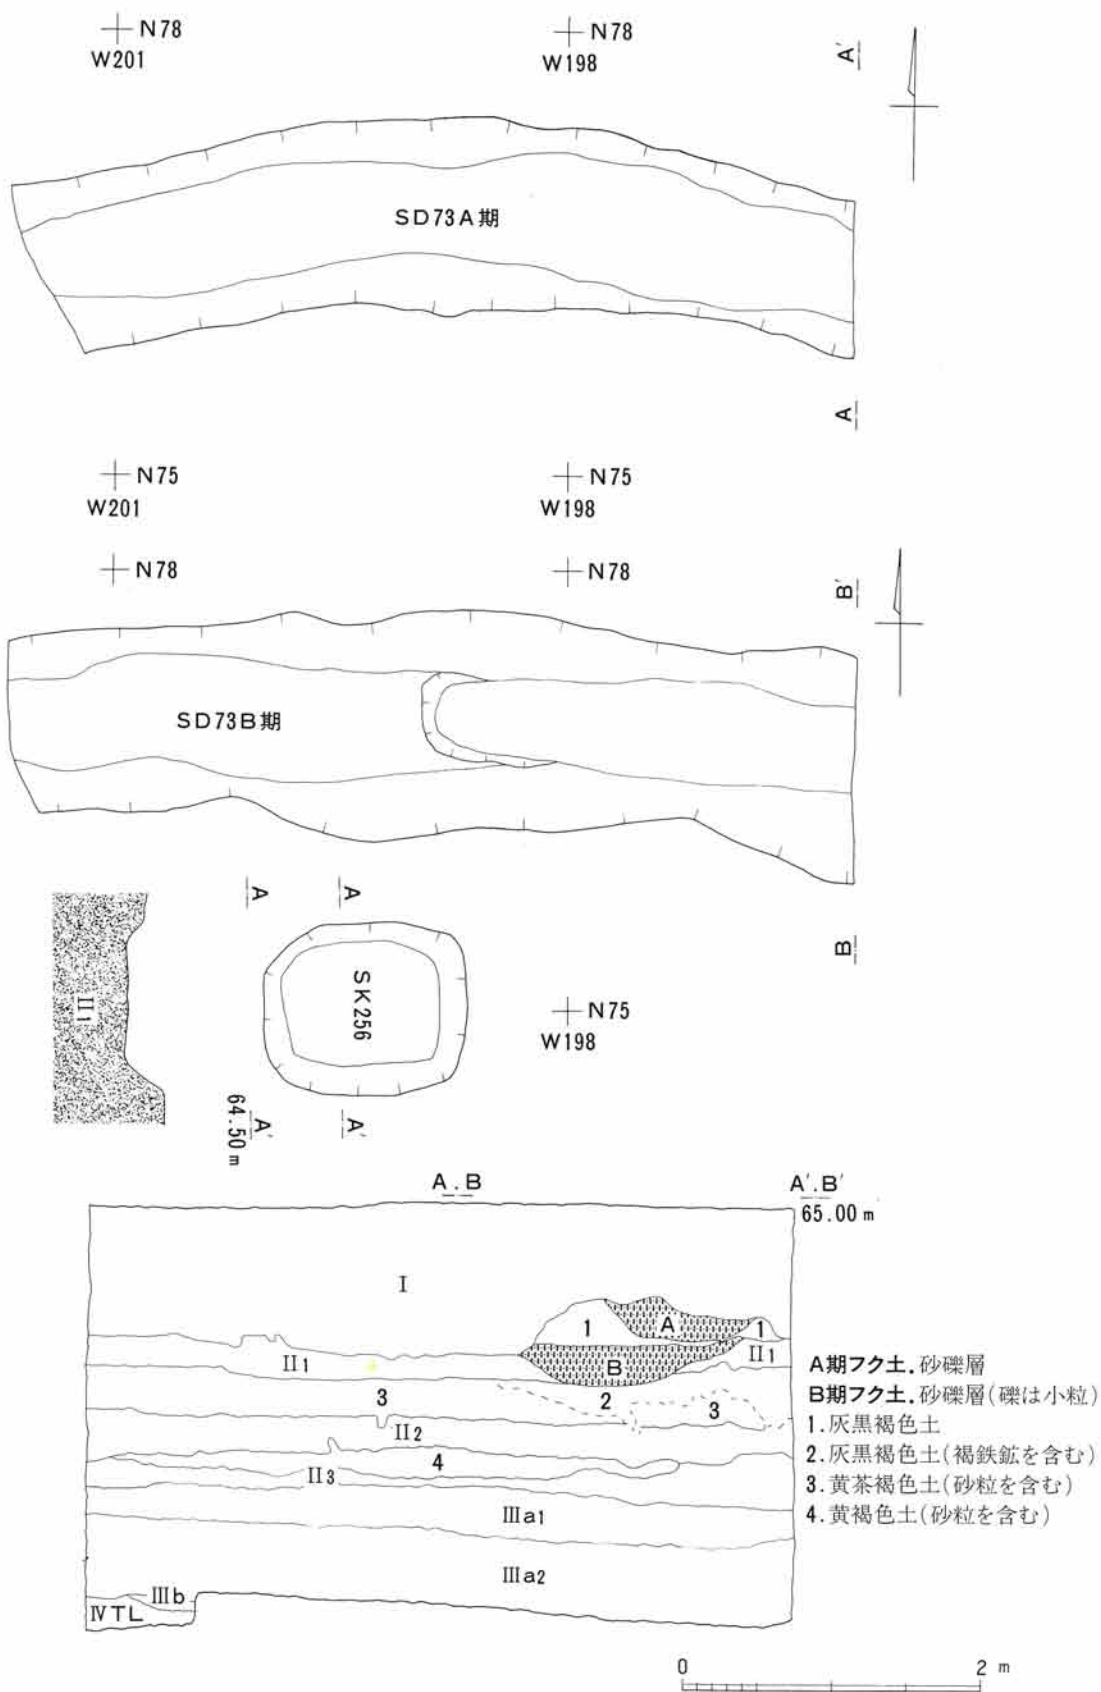 N78 N78
W201 W198
A'
SD73A期
A
N75 N75
W201 W198
N78 N78
B'
SD73B期
A A
B
II1
SK256
N75
W198
64.50m
A' A'
A.B A'.B'
65.00m
I
1 A 1
II1 B II1
3 2 3
II2
4
II3
IIIa1
IIIa2
IIIb
IVTL
A期フク土.砂礫層
B期フク土.砂礫層(礫は小粒)
1.灰黒褐色土
2.灰黒褐色土(褐鉄鉱を含む)
3.黄茶褐色土(砂粒を含む)
4.黄褐色土(砂粒を含む)
0 2 m